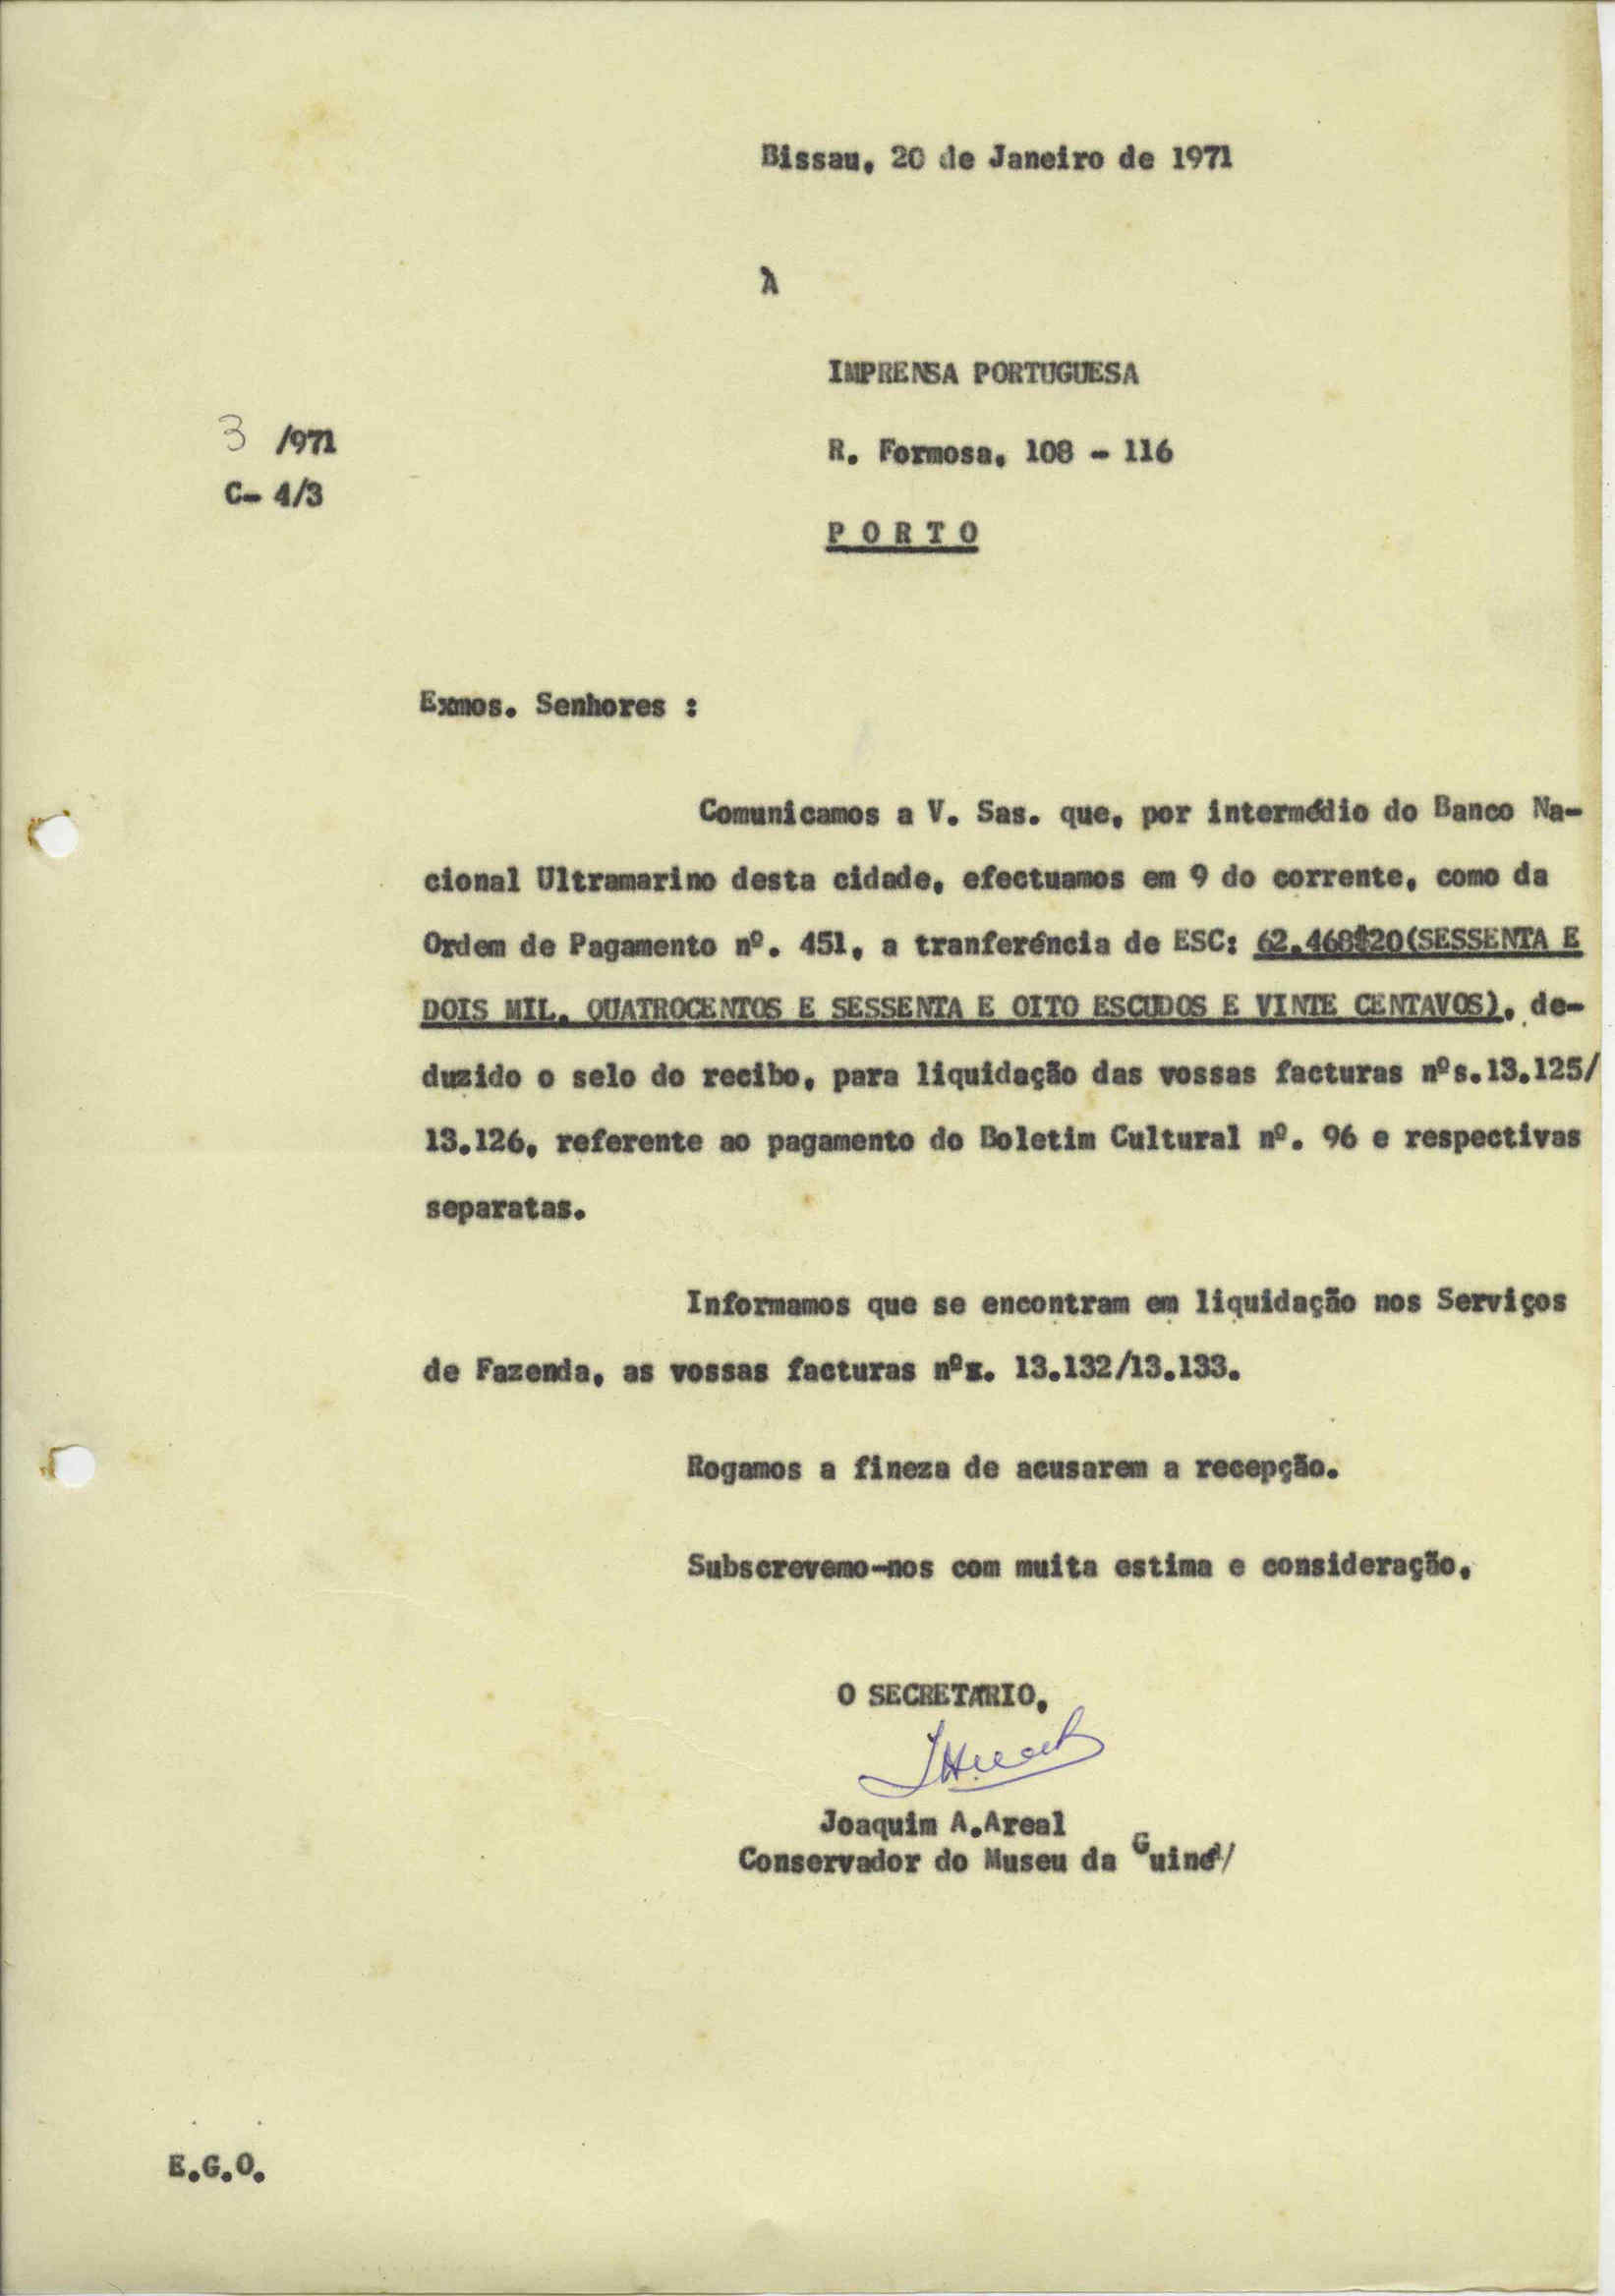 Bissau, 20 de Janeiro de 1971
À
IMPRENSA PORTUGUESA
3 /971
R. Formosa, 108 - 116
C- 4/3
P O R T O
Exmos. Senhores :
Comunicamos a V. Sas. que, por intermédio do Banco Na-
cional Ultramarino desta cidade, efectuamos em 9 do corrente, como da
Ordem de Pagamento nº. 451, a tranferência de ESC: 62.468$20(SESSENTA E
DOIS MIL, QUATROCENTOS E SESSENTA E OITO ESCUDOS E VINTE CENTAVOS), de-
duzido o selo do recibo, para liquidação das vossas facturas nºs.13.125/
13.126, referente ao pagamento do Boletim Cultural nº. 96 e respectivas
separatas.
Informamos que se encontram em liquidação nos Serviços
de Fazenda, as vossas facturas nºs. 13.132/13.133.
Rogamos a fineza de acusarem a recepção.
Subscrevemo-nos com muita estima e consideração,
O SECRETARIO,
Joaquim A.Areal
Conservador do Museu da Guiné/
E.G.O.